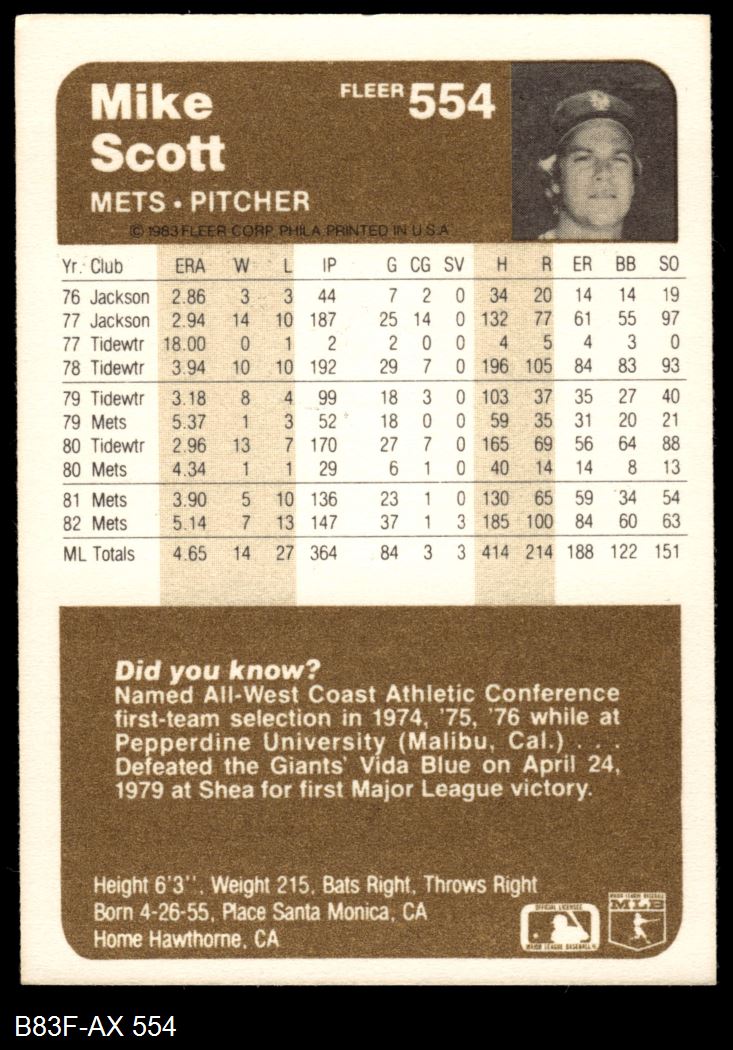 Mike
Scott
METS • PITCHER
FLEER 554
© 1983 FLEER CORP. PHILA. PRINTED IN U.S.A
Yr. Club ERA W L IP G CG SV H R ER BB SO
76 Jackson 2.86 3 3 44 7 2 0 34 20 14 14 19
77 Jackson 2.94 14 10 187 25 14 0 132 77 61 55 97
77 Tidewtr 18.00 0 1 2 2 0 0 4 5 4 3 0
78 Tidewtr 3.94 10 10 192 29 7 0 196 105 84 83 93
79 Tidewtr 3.18 8 4 99 18 3 0 103 37 35 27 40
79 Mets 5.37 1 3 52 18 0 0 59 35 31 20 21
80 Tidewtr 2.96 13 7 170 27 7 0 165 69 56 64 88
80 Mets 4.34 1 1 29 6 1 0 40 14 14 8 13
81 Mets 3.90 5 10 136 23 1 0 130 65 59 34 54
82 Mets 5.14 7 13 147 37 1 3 185 100 84 60 63
ML Totals 4.65 14 27 364 84 3 3 414 214 188 122 151
Did you know?
Named All-West Coast Athletic Conference
first-team selection in 1974, '75, '76 while at
Pepperdine University (Malibu, Cal.) . . .
Defeated the Giants' Vida Blue on April 24,
1979 at Shea for first Major League victory.
Height 6'3'', Weight 215, Bats Right, Throws Right
Born 4-26-55, Place Santa Monica, CA
Home Hawthorne, CA
OFFICIAL LICENSEE
MAJOR LEAGUE BASEBALL
MAJOR LEAGUE BASEBALL
MLB
B83F-AX 554